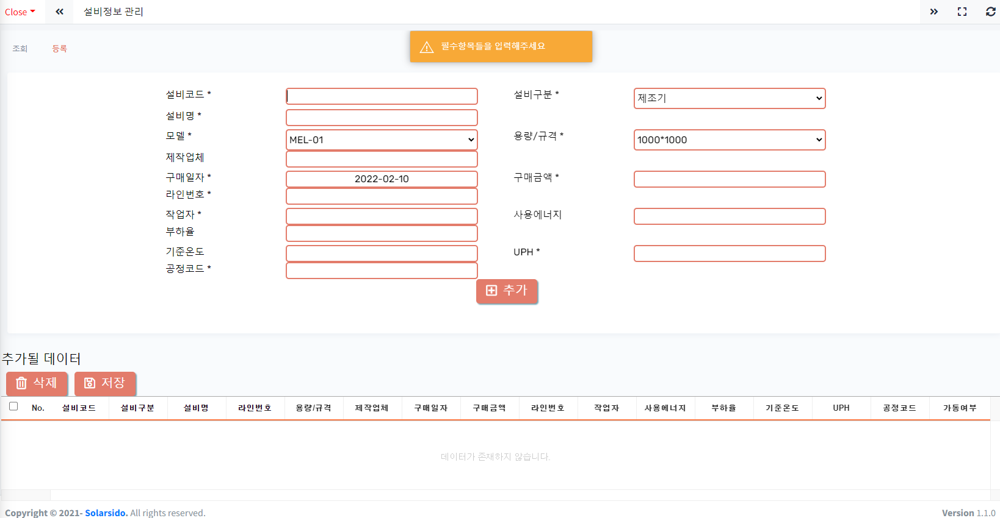 Close 설비정보 관리
필수항목들을 입력해주세요
조회 등록
설비코드 * 설비구분 * 제조기
설비명 *
모델 * MEL-01 용량/규격 * 1000*1000
제작업체
구매일자 * 2022-02-10 구매금액 *
라인번호 *
작업자 * 사용에너지
부하율
기준온도 UPH *
공정코드 *
추가
추가될 데이터
삭제 저장
No. 설비코드 설비구분 설비명 라인번호 용량/규격 제작업체 구매일자 구매금액 라인번호 작업자 사용에너지 부하율 기준온도 UPH 공정코드 가동여부
데이터가 존재하지 않습니다.
Copyright © 2021- Solarsido. All rights reserved. Version 1.1.0